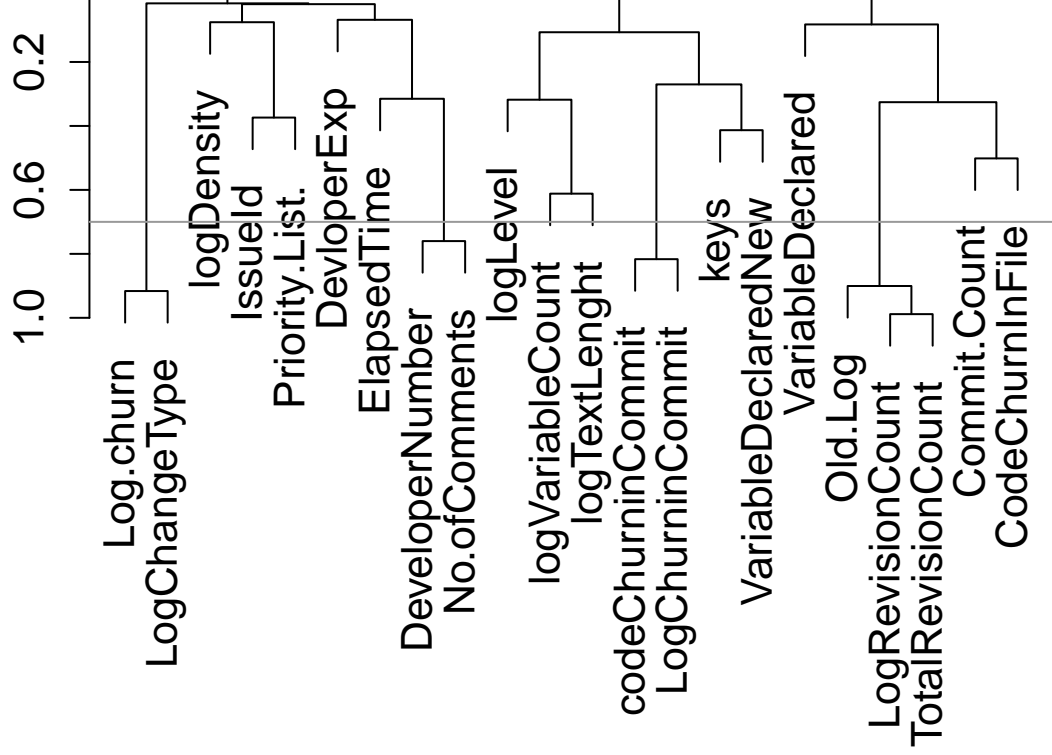 0.2
0.6
1.0
Log.churn
LogChangeType
logDensity
IssueId
Priority.List.
DevloperExp
ElapsedTime
DeveloperNumber
No.ofComments
logLevel
logVariableCount
logTextLenght
codeChurninCommit
LogChurninCommit
keys
VariableDeclaredNew
VariableDeclared
Old.Log
LogRevisionCount
TotalRevisionCount
Commit.Count
CodeChurnInFile